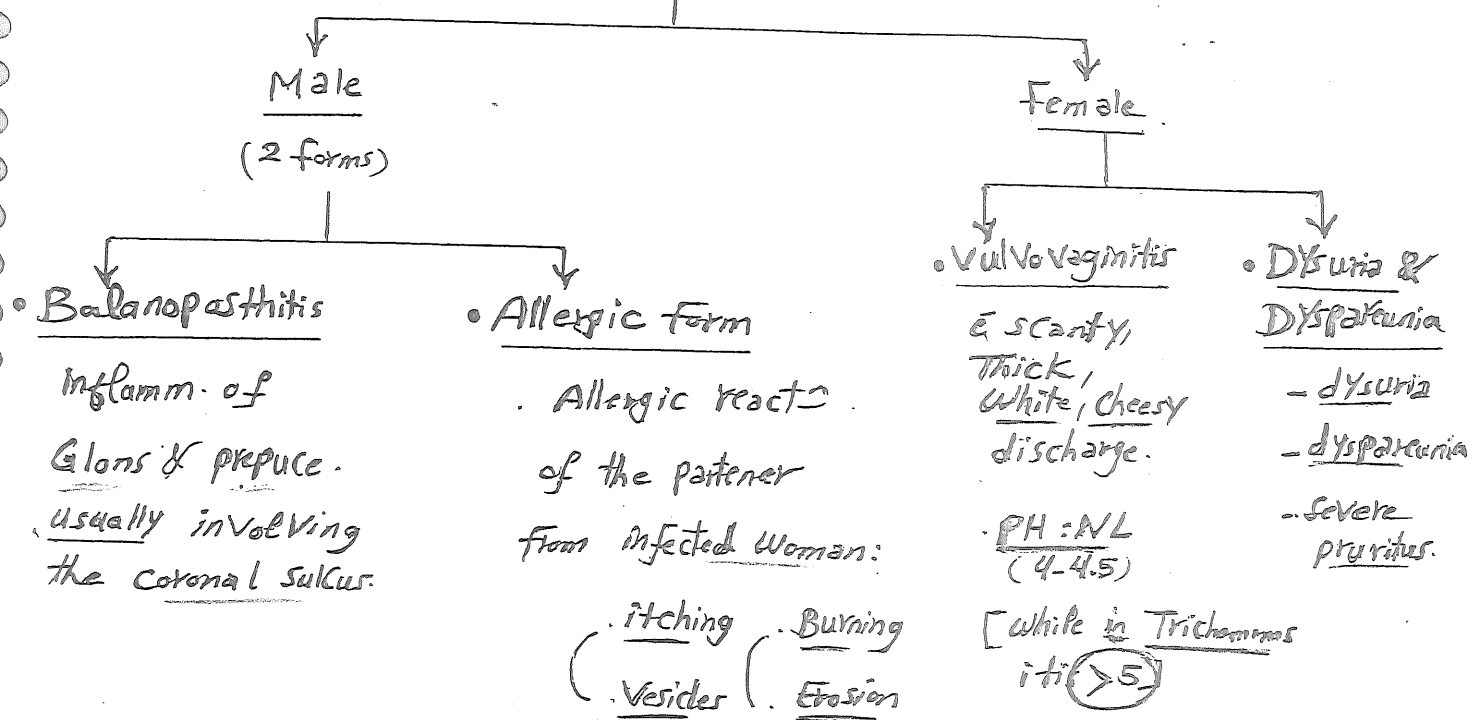 Male
(2 forms)
• Balanoposthitis
inflamm. of
Glans & prepuce.
. usually involving
the coronal sulcus.
• Allergic form
. Allergic react⌒.
of the partener
from infected woman:
. itching
. Vesicles
. Burning
. Erosion
Female
• Vulvovaginitis
c̄ scanty,
Thick,
White, cheesy
discharge.
. PH : NL
(4-4.5)
[while in Trichomonas
itis >5]
• Dysuria &
Dyspareunia
- dysuria
- dyspareunia
- severe
pruritus.